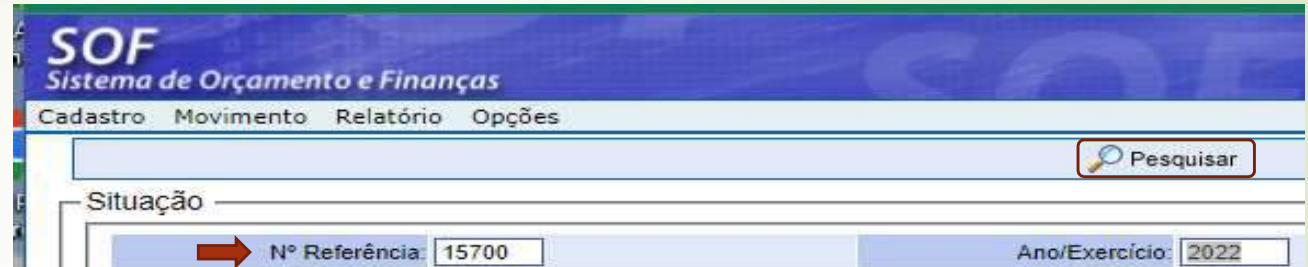 SOF
Sistema de Orçamento e Finanças
Cadastro Movimento Relatório Opções
Pesquisar
Situação
Nº Referência: 15700 Ano/Exercício: 2022